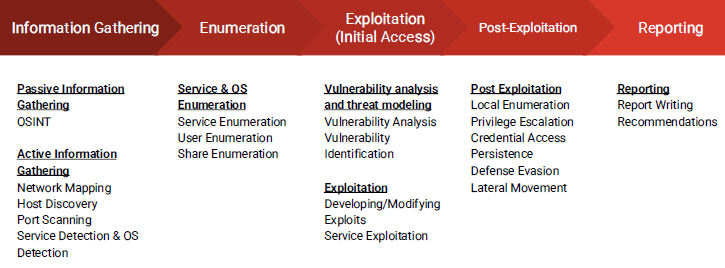 Information Gathering
Enumeration
Exploitation
(Initial Access)
Post-Exploitation
Reporting
Passive Information
Gathering
OSINT
Active Information
Gathering
Network Mapping
Host Discovery
Port Scanning
Service Detection & OS
Detection
Service & OS
Enumeration
Service Enumeration
User Enumeration
Share Enumeration
Vulnerability analysis
and threat modeling
Vulnerability Analysis
Vulnerability
Identification
Exploitation
Developing/Modifying
Exploits
Service Exploitation
Post Exploitation
Local Enumeration
Privilege Escalation
Credential Access
Persistence
Defense Evasion
Lateral Movement
Reporting
Report Writing
Recommendations